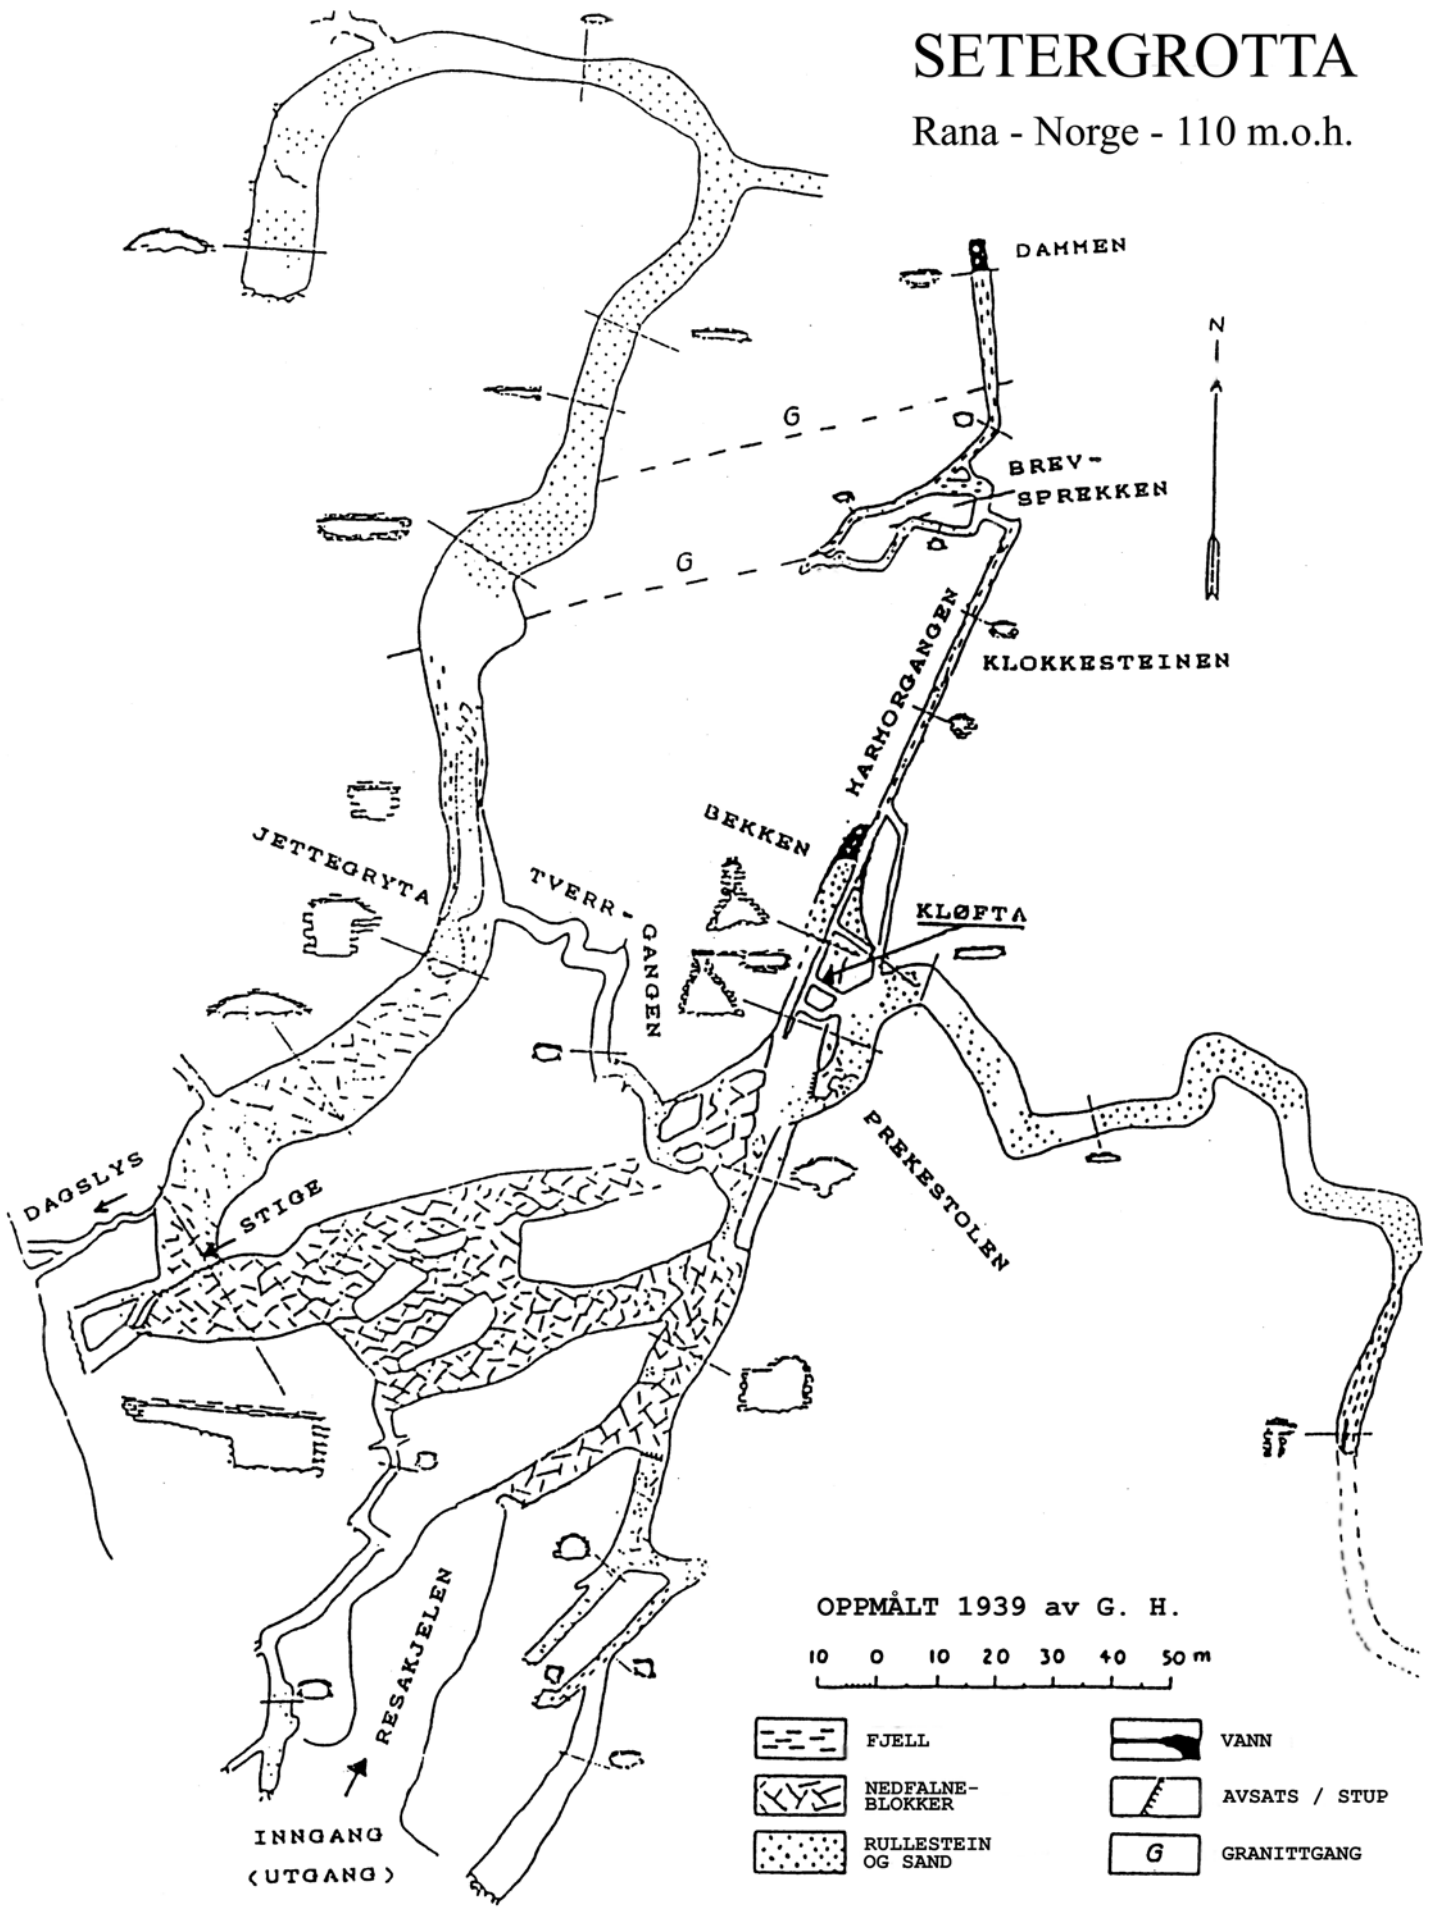 SETERGROTTA
Rana - Norge - 110 m.o.h.
DAMMEN
N
G
BREV-
SPREKKEN
G
MARMORGANGEN
KLOKKESTEINEN
BEKKEN
JETTEGRYTA
TVERR-
GANGEN
KLØFTA
DAGSLYS
STIGE
PREKESTOLEN
RESAKJELEN
INNGANG
(UTGANG)
OPPMÅLT 1939 av G. H.
10 0 10 20 30 40 50 m
FJELL
VANN
NEDFALNE-
BLOKKER
AVSATS / STUP
RULLESTEIN
OG SAND
G
GRANITTGANG